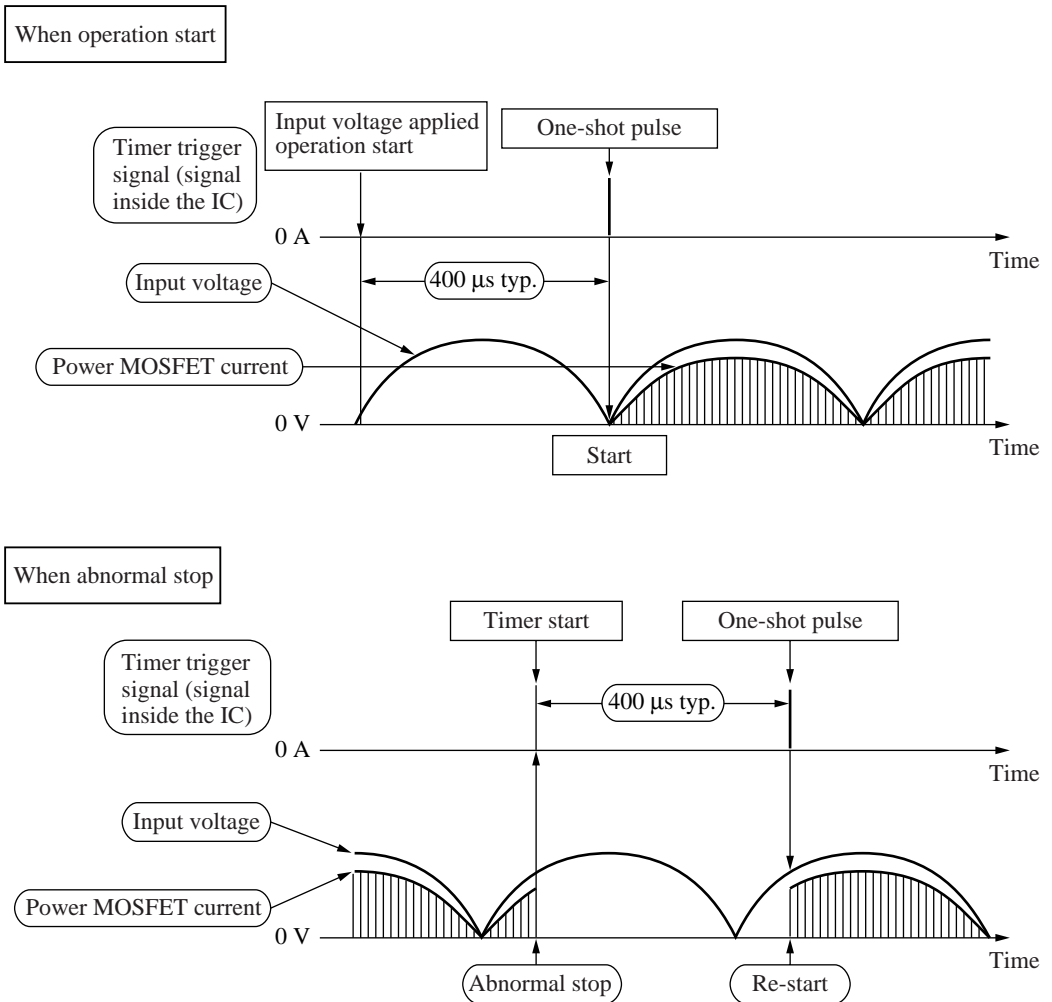 When operation start
Input voltage applied
operation start
One-shot pulse
Timer trigger
signal (signal
inside the IC)
0 A
Time
Input voltage
400 μs typ.
Power MOSFET current
0 V
Time
Start
When abnormal stop
Timer start
One-shot pulse
Timer trigger
signal (signal
inside the IC)
400 μs typ.
0 A
Time
Input voltage
Power MOSFET current
0 V
Time
Abnormal stop
Re-start